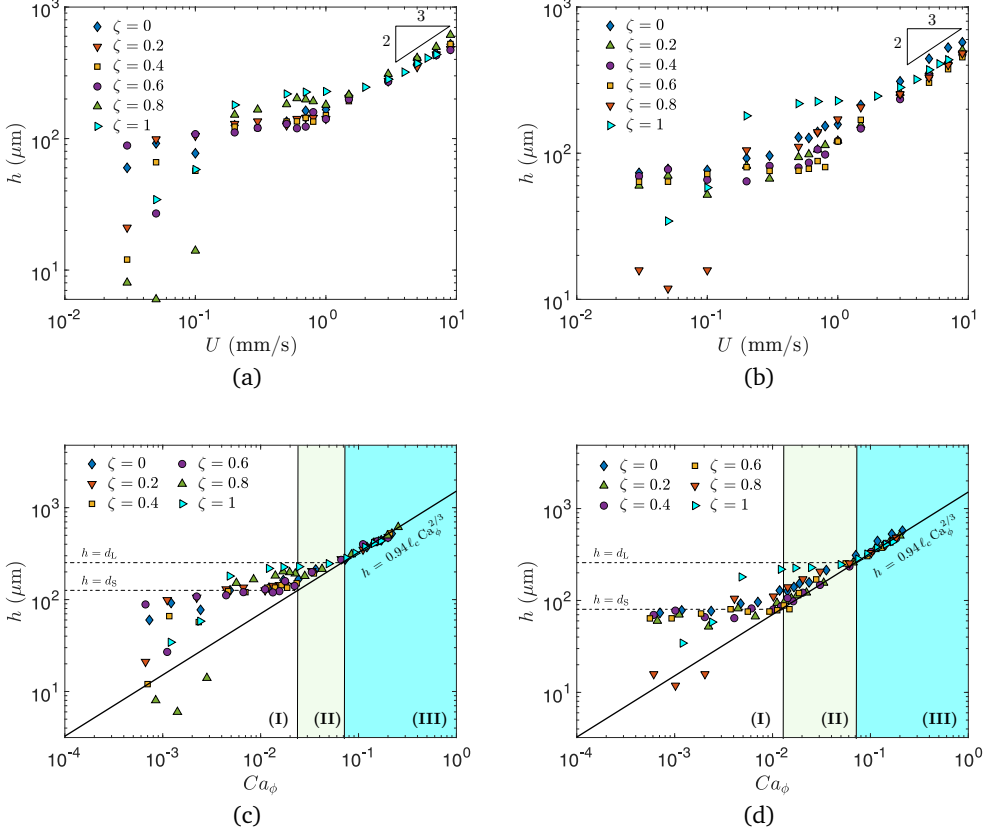 10^3
10^2
10^1
h (μm)
ζ = 0
ζ = 0.2
ζ = 0.4
ζ = 0.6
ζ = 0.8
ζ = 1
3
2
10^-2
10^-1
10^0
10^1
U (mm/s)
(a)
10^3
10^2
10^1
h (μm)
ζ = 0
ζ = 0.2
ζ = 0.4
ζ = 0.6
ζ = 0.8
ζ = 1
3
2
10^-2
10^-1
10^0
10^1
U (mm/s)
(b)
10^3
10^2
10^1
h (μm)
ζ = 0
ζ = 0.2
ζ = 0.4
ζ = 0.6
ζ = 0.8
ζ = 1
h = d_L
h = d_S
h = 0.94 ℓ_c Ca_ϕ^2/3
(I)
(II)
(III)
10^-4
10^-3
10^-2
10^-1
10^0
Ca_ϕ
(c)
10^3
10^2
10^1
h (μm)
ζ = 0
ζ = 0.2
ζ = 0.4
ζ = 0.6
ζ = 0.8
ζ = 1
h = d_L
h = d_S
h = 0.94 ℓ_c Ca_ϕ^2/3
(I)
(II)
(III)
10^-4
10^-3
10^-2
10^-1
10^0
Ca_ϕ
(d)